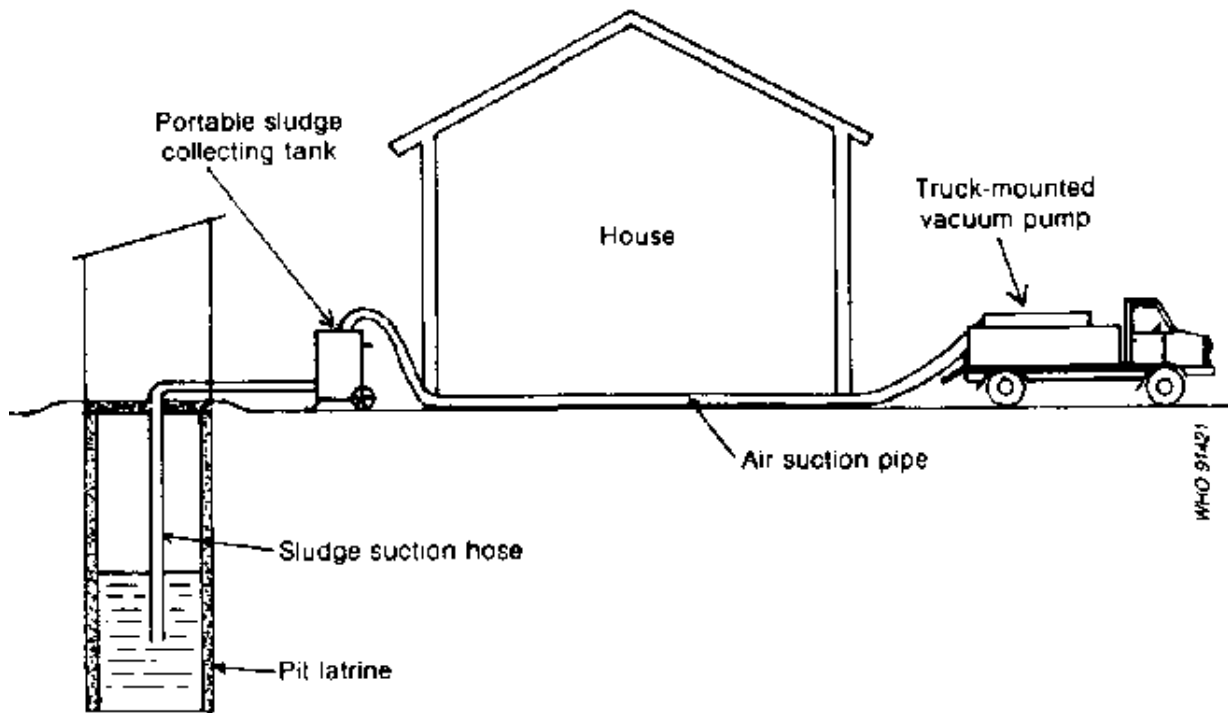 Portable sludge
collecting tank
Truck-mounted
vacuum pump
House
Air suction pipe
WHO 91421
Sludge suction hose
Pit latrine